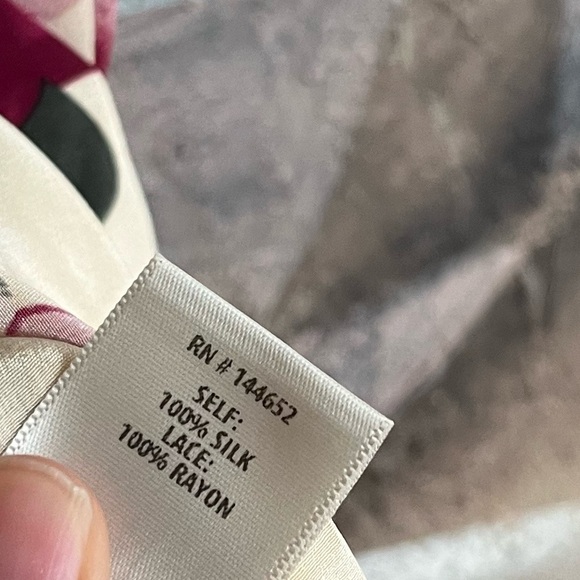 RN # 144652
SELF:
100% SILK
LACE:
100% RAYON